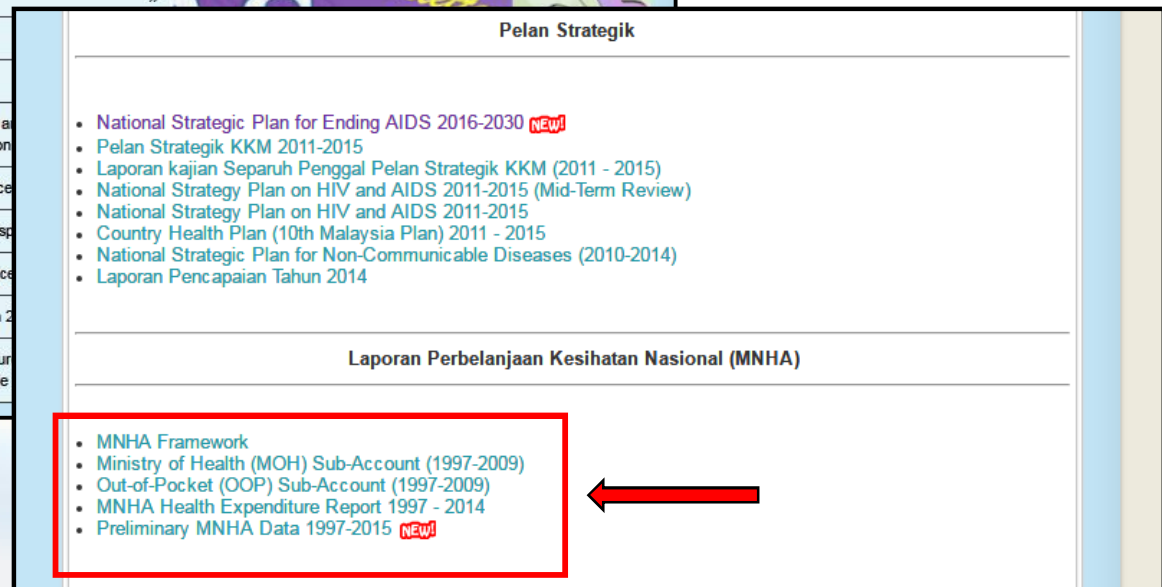 Pelan Strategik
National Strategic Plan for Ending AIDS 2016-2030 NEW!
Pelan Strategik KKM 2011-2015
Laporan kajian Separuh Penggal Pelan Strategik KKM (2011 - 2015)
National Strategy Plan on HIV and AIDS 2011-2015 (Mid-Term Review)
National Strategy Plan on HIV and AIDS 2011-2015
Country Health Plan (10th Malaysia Plan) 2011 - 2015
National Strategic Plan for Non-Communicable Diseases (2010-2014)
Laporan Pencapaian Tahun 2014
Laporan Perbelanjaan Kesihatan Nasional (MNHA)
MNHA Framework
Ministry of Health (MOH) Sub-Account (1997-2009)
Out-of-Pocket (OOP) Sub-Account (1997-2009)
MNHA Health Expenditure Report 1997 - 2014
Preliminary MNHA Data 1997-2015 NEW!